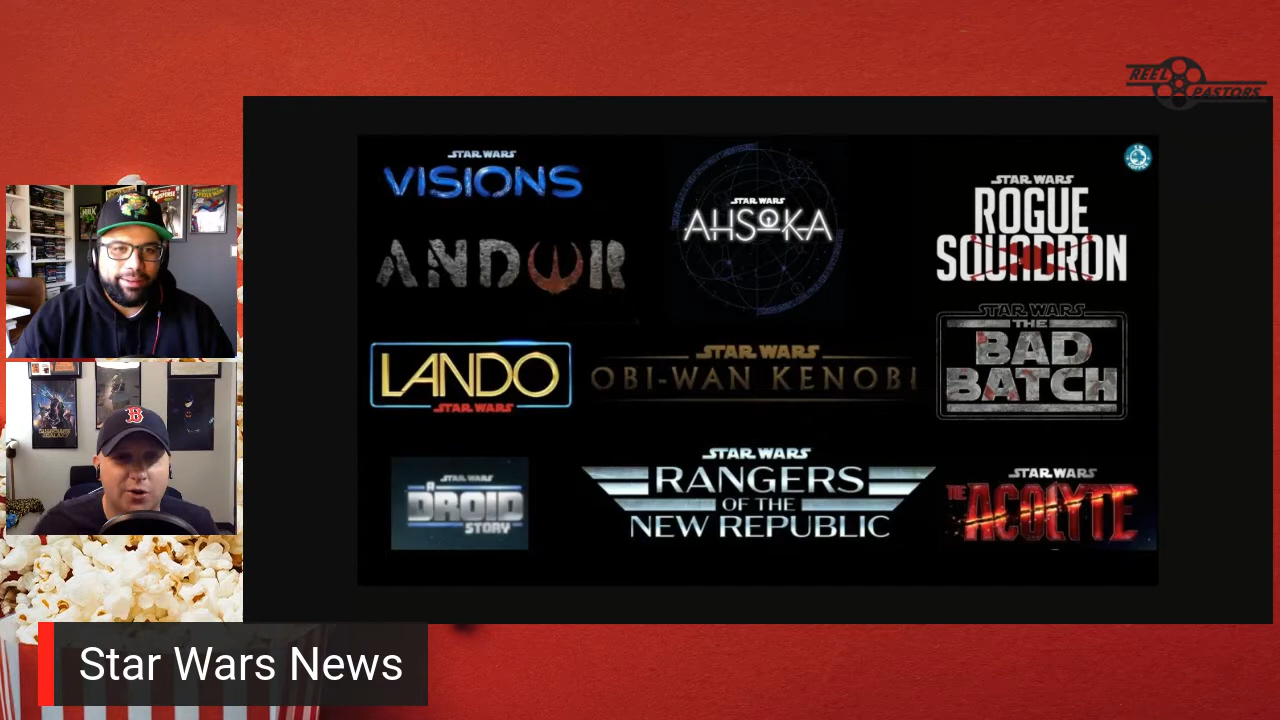 REEL
PASTORS
STAR WARS
VISIONS
STAR WARS
AHSOKA
STAR WARS
ROGUE
SQUADRON
ANDOR
STAR WARS
THE
BAD
BATCH
LANDO
STAR WARS
STAR WARS
OBI-WAN KENOBI
STAR WARS
A
DROID
STORY
STAR WARS
RANGERS
OF THE
NEW REPUBLIC
STAR WARS
THE ACOLYTE
HULK
B
Star Wars News